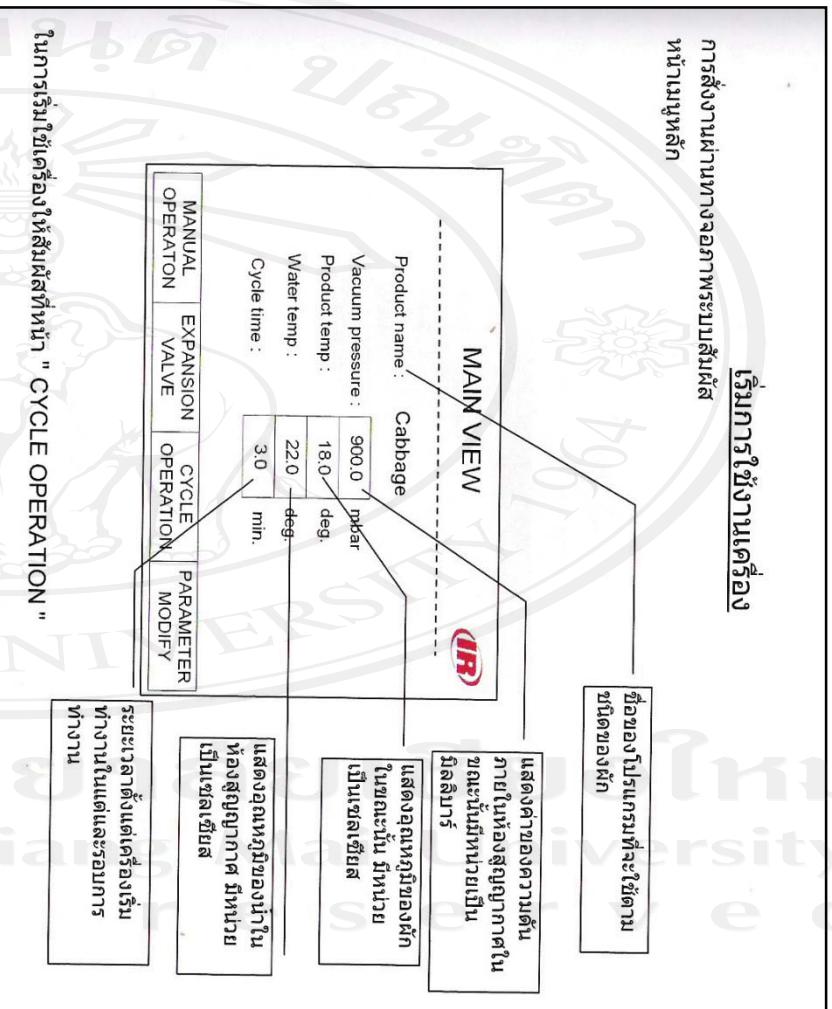 เริ่มการใช้งานเครื่อง
การสั่งงานผ่านทางจอภาพระบบสัมผัส
หน้าเมนูหลัก
MAIN VIEW
IR
Product name : Cabbage
Vacuum pressure : 900.0 mbar
Product temp : 18.0 deg.
Water temp : 22.0 deg.
Cycle time : 3.0 min.
MANUAL
OPERATON
EXPANSION
VALVE
CYCLE
OPERATION
PARAMETER
MODIFY
ชื่อของโปรแกรมที่จะใช้ตาม
ชนิดของผัก
แสดงค่าของความดัน
ภายในห้องสูญญากาศใน
ขณะนั้นมีหน่วยเป็น
มิลลิบาร์
แสดงอุณหภูมิของผัก
ในขณะนั้น มีหน่วย
เป็นเซลเซียส
แสดงอุณหภูมิของน้ำใน
ห้องสูญญากาศ มีหน่วย
เป็นเซลเซียส
ระยะเวลาตั้งแต่เครื่องเริ่ม
ทำงานในแต่ละรอบการ
ทำงาน
ในการเริ่มใช้เครื่องให้สัมผัสที่หน้า " CYCLE OPERATION "